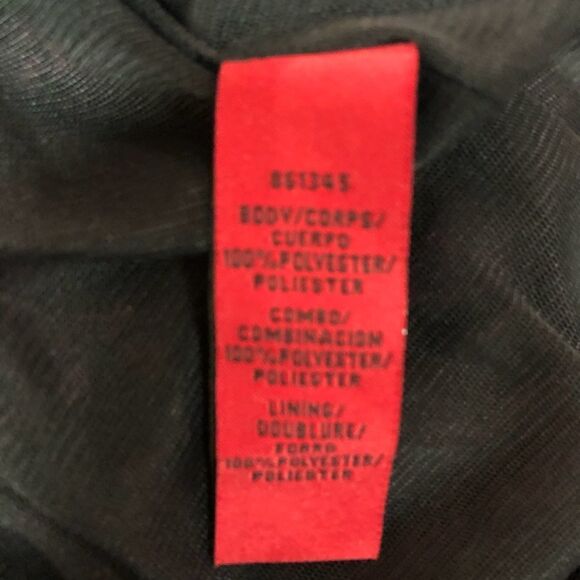 861345
BODY/CORPS/
CUERPO
100%POLYESTER/
POLIESTER
COMBO/
COMBINACION
100%POLYESTER/
POLIESTER
LINING/
DOUBLURE/
FORRO
100%POLYESTER/
POLIESTER